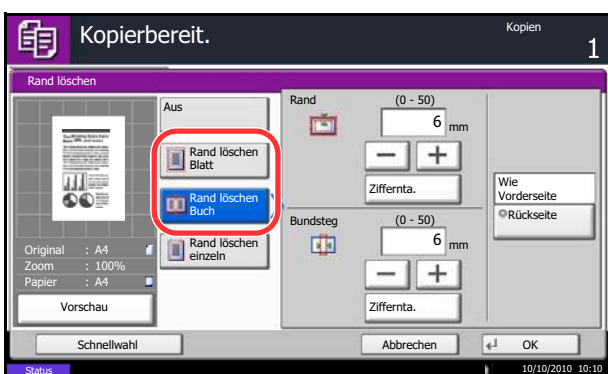 Kopierbereit.
Kopien
1
Rand löschen
Aus
Rand löschen
Blatt
Rand löschen
Buch
Rand löschen
einzeln
Original : A4
Zoom : 100%
Papier : A4
Vorschau
Rand (0 - 50)
6 mm
Ziffernta.
Bundsteg (0 - 50)
6 mm
Ziffernta.
Wie
Vorderseite
Rückseite
Schnellwahl
Abbrechen
OK
Status
10/10/2010 10:10